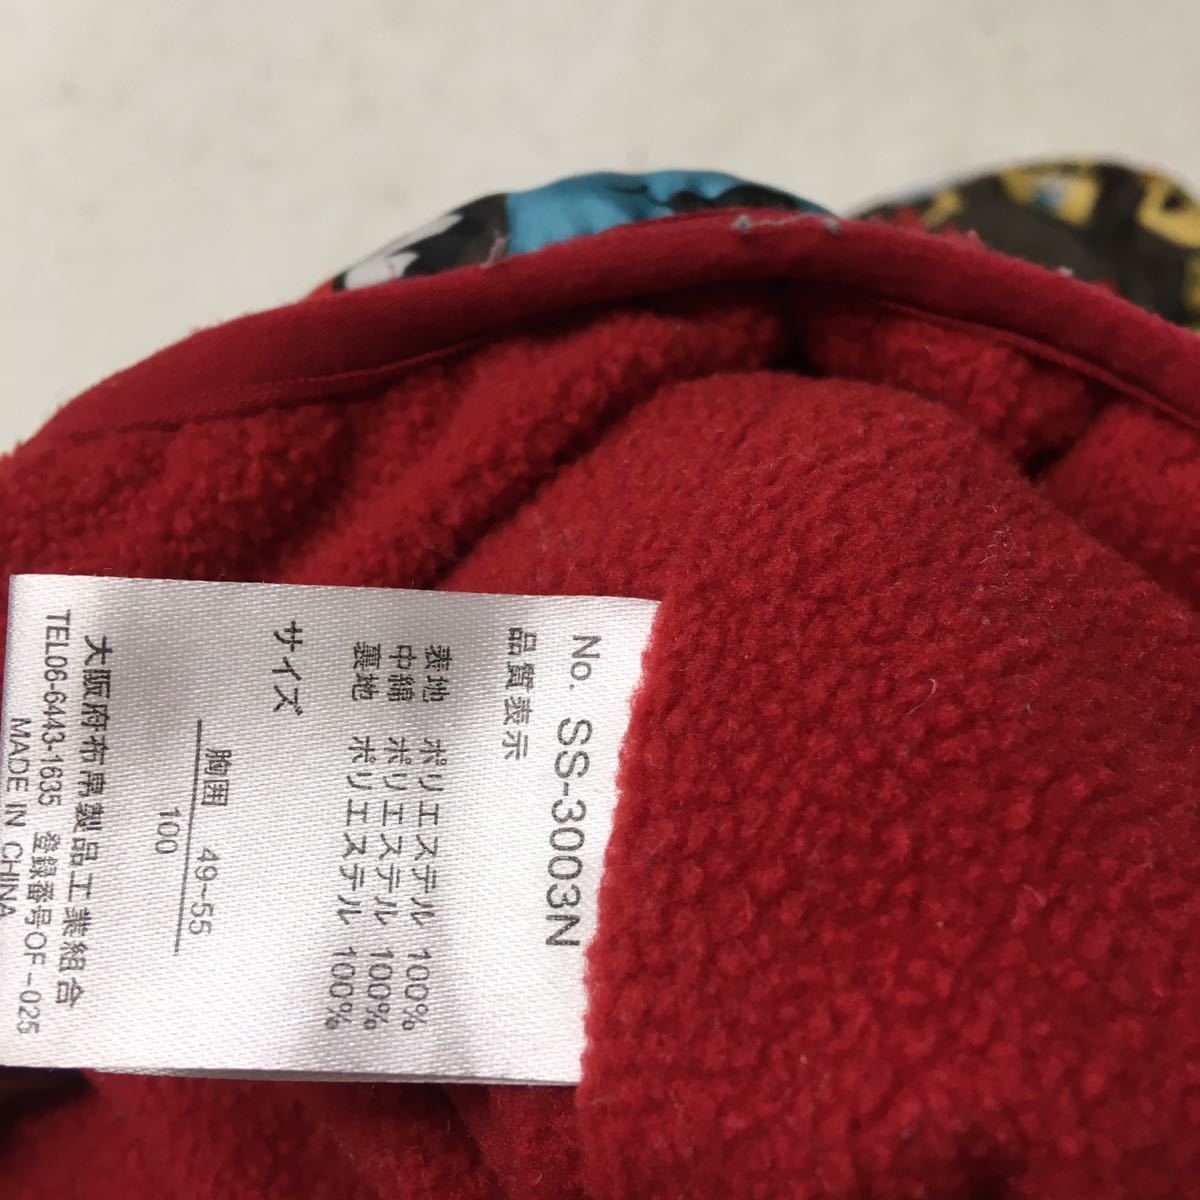 No. SS-3003N
品質表示
表地 ポリエステル 100%
中綿 ポリエステル 100%
裏地 ポリエステル 100%
サイズ
胸囲 49-55
100
大阪府布帛製品工業組合
TEL06-6443-1635 登録番号OF-025
MADE IN CHINA